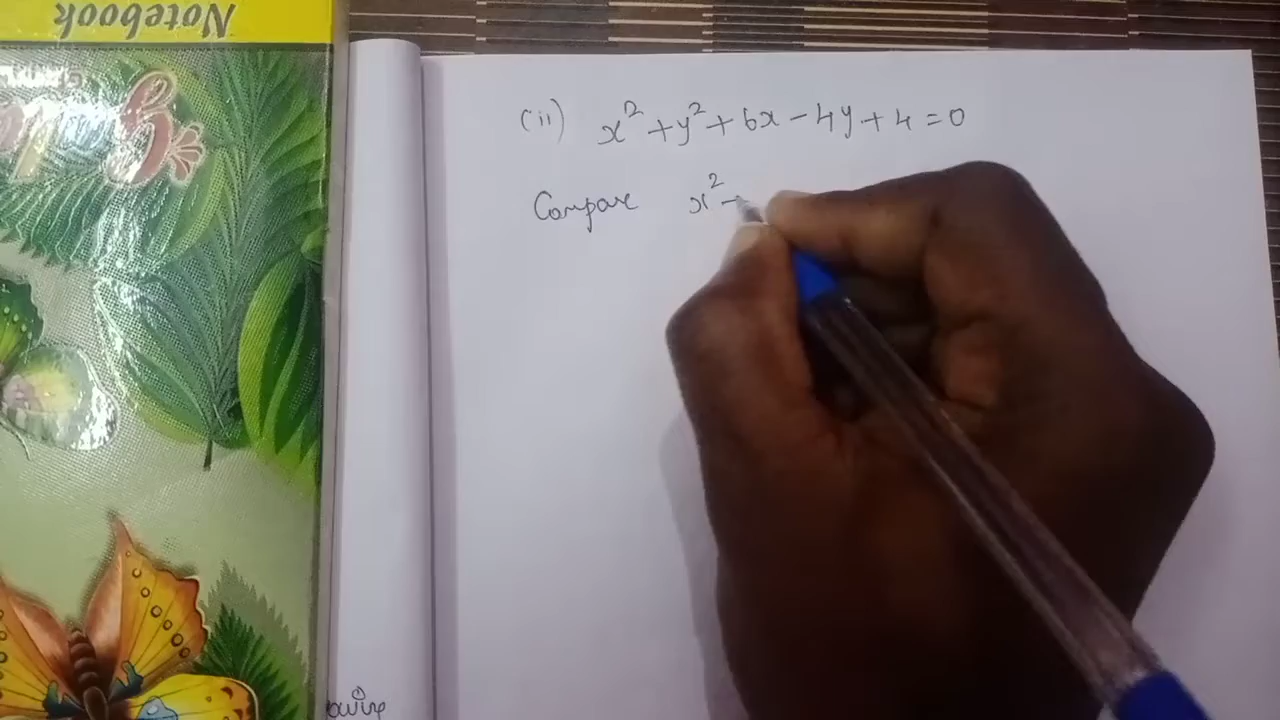 Notebook
(ii) x² + y² + 6x - 4y + 4 = 0
Compare x² -